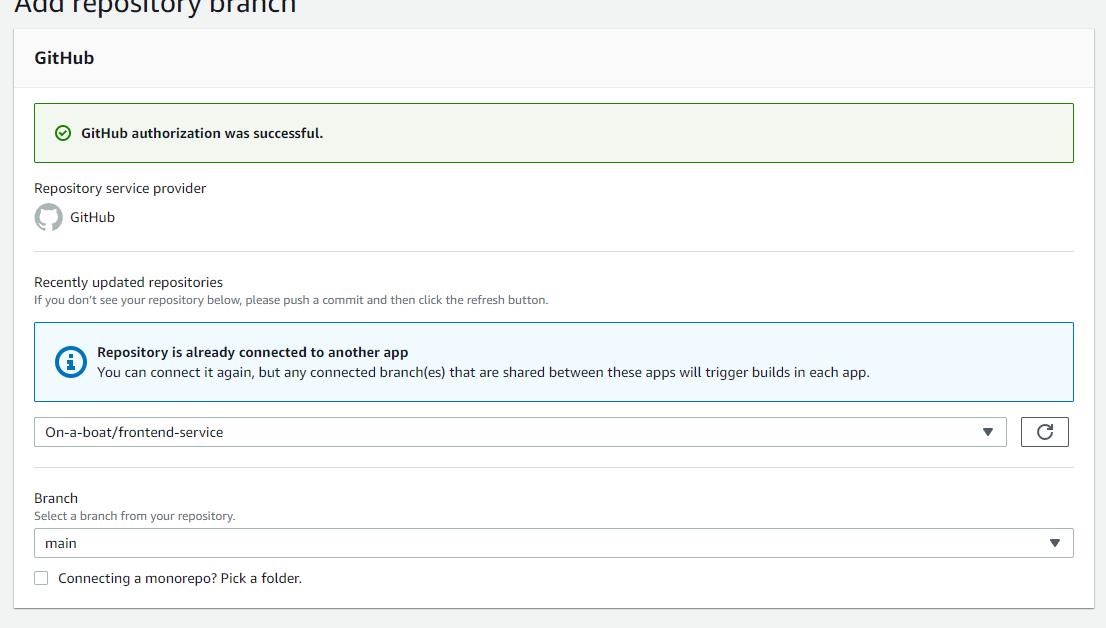 Add repository branch
GitHub
GitHub authorization was successful.
Repository service provider
GitHub
Recently updated repositories
If you don't see your repository below, please push a commit and then click the refresh button.
Repository is already connected to another app
You can connect it again, but any connected branch(es) that are shared between these apps will trigger builds in each app.
On-a-boat/frontend-service
Branch
Select a branch from your repository.
main
Connecting a monorepo? Pick a folder.